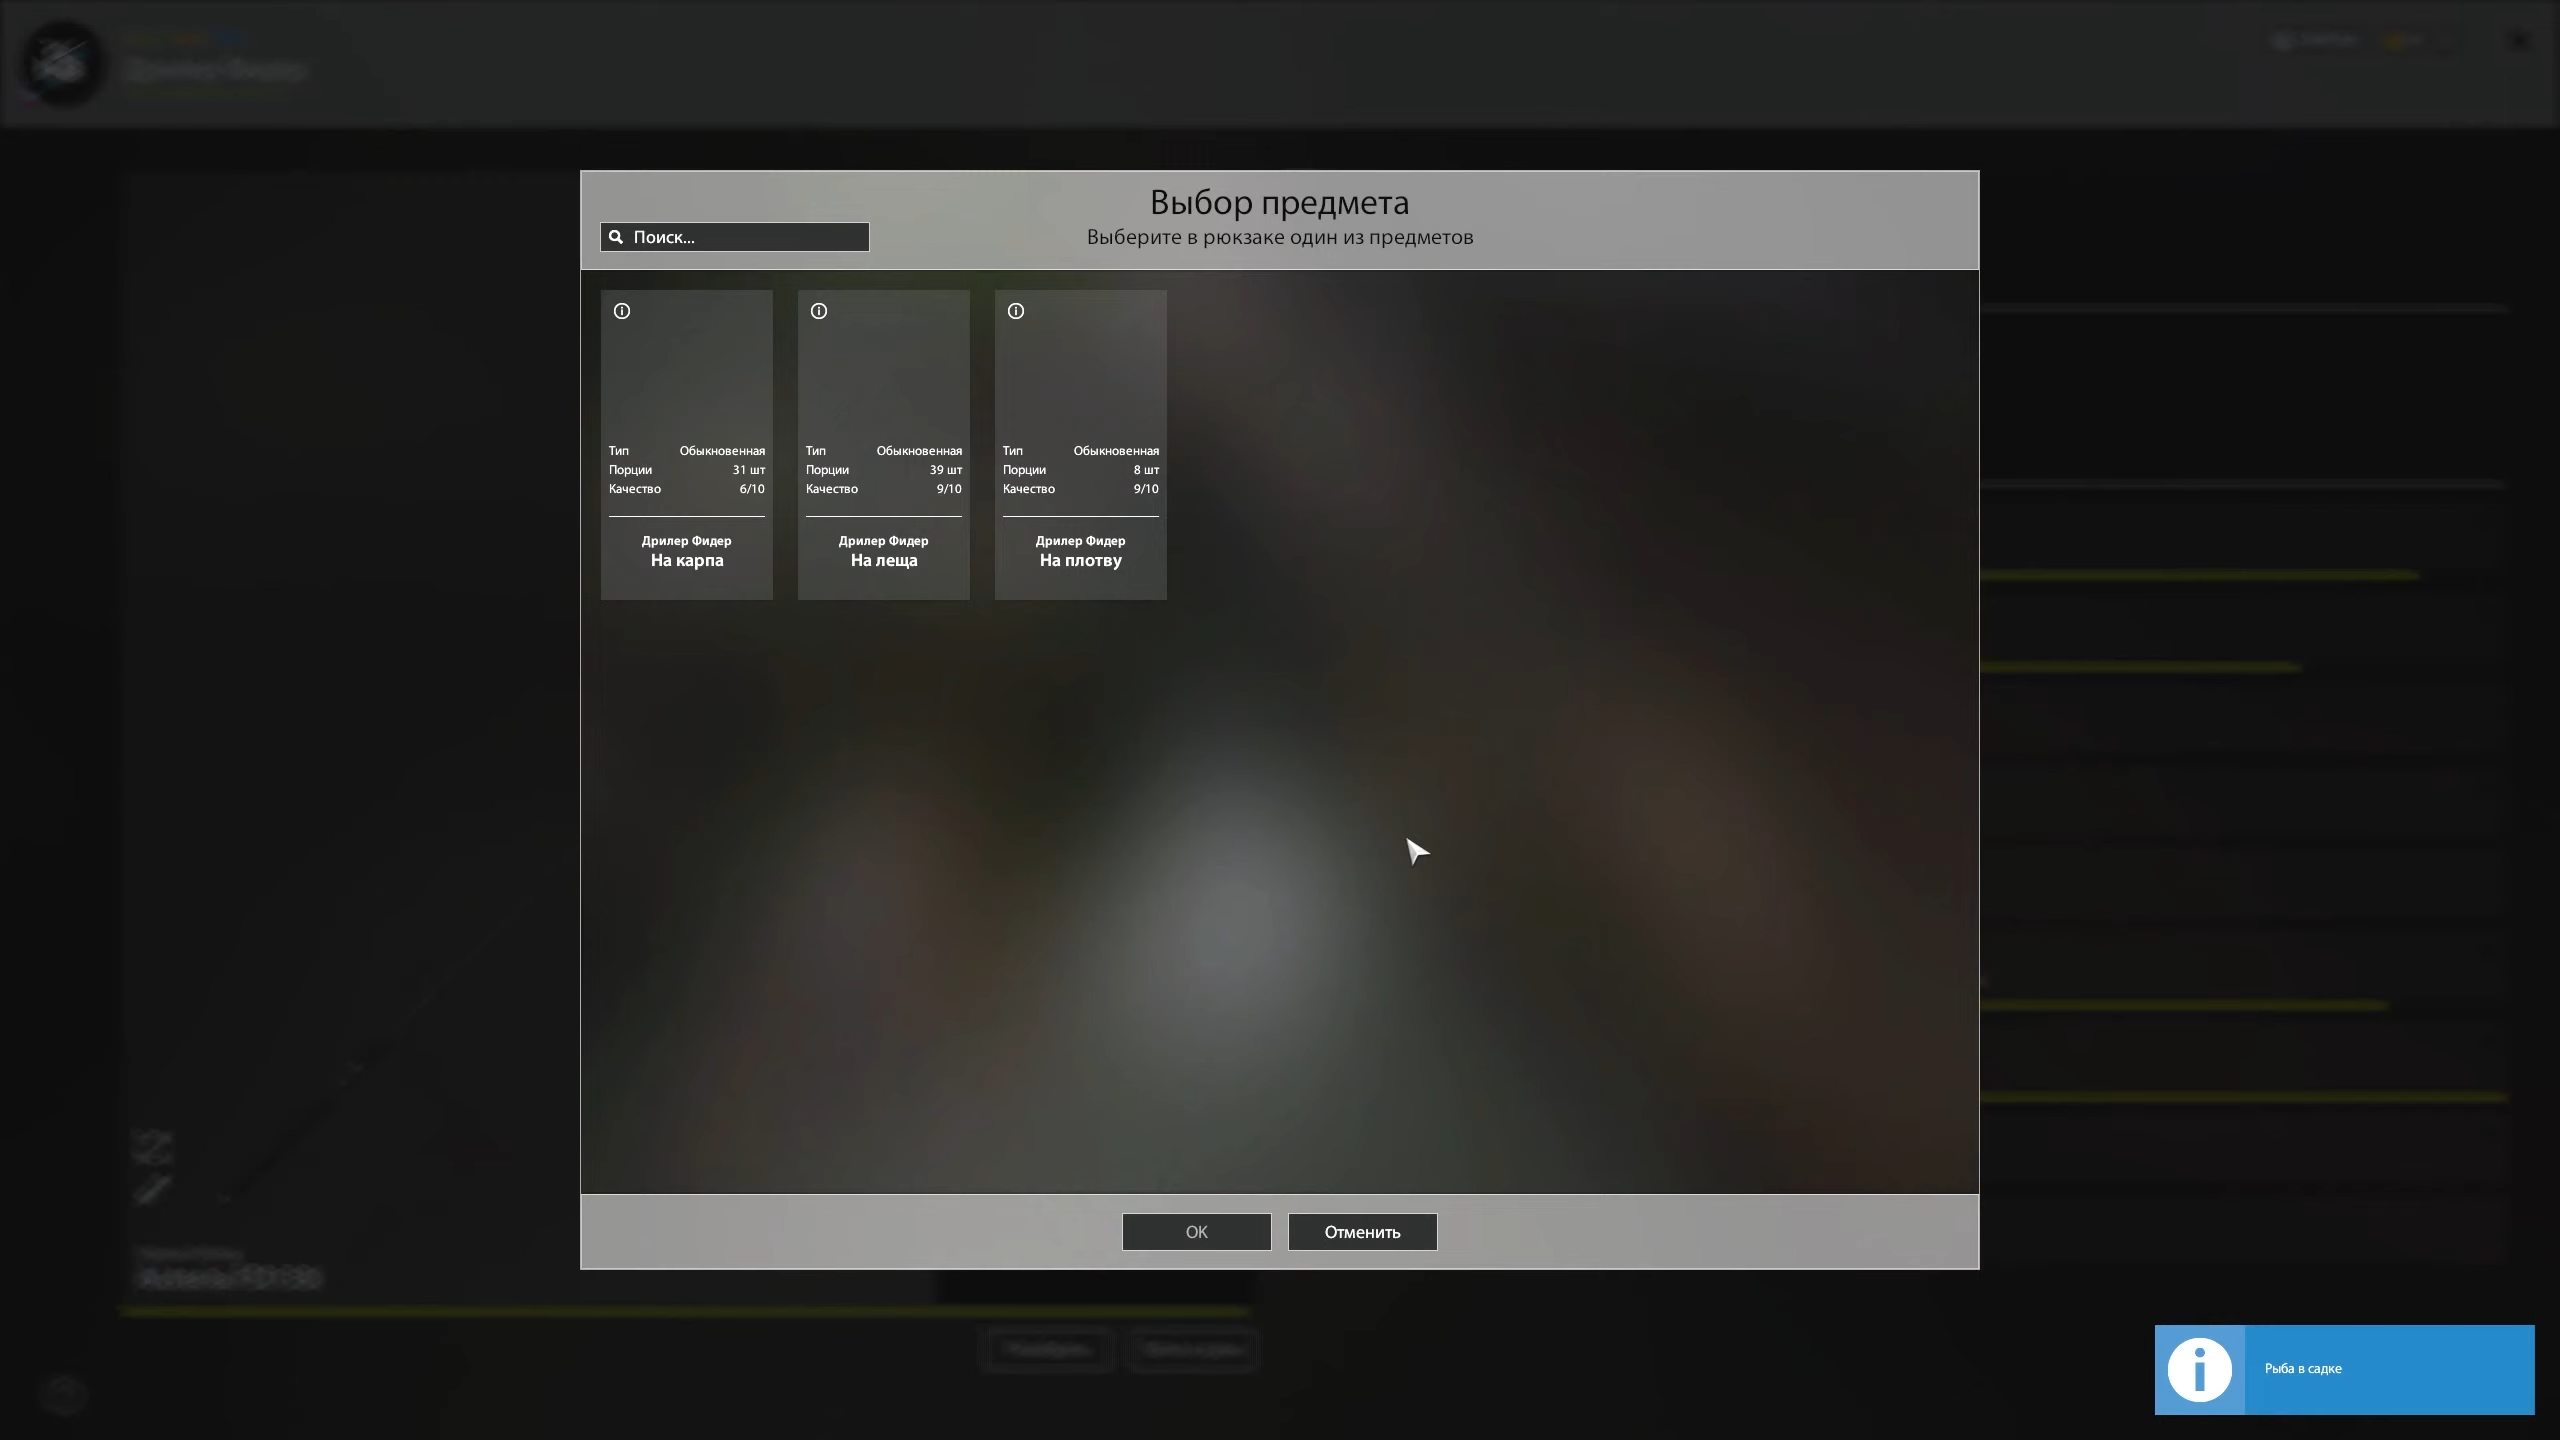 Выбор предмета
Поиск...
Выберите в рюкзаке один из предметов
Тип Обыкновенная
Порции 31 шт
Качество 6/10
Дрилер Фидер
На карпа
Тип Обыкновенная
Порции 39 шт
Качество 9/10
Дрилер Фидер
На леща
Тип Обыкновенная
Порции 8 шт
Качество 9/10
Дрилер Фидер
На плотву
OK
Отменить
Рыба в садке